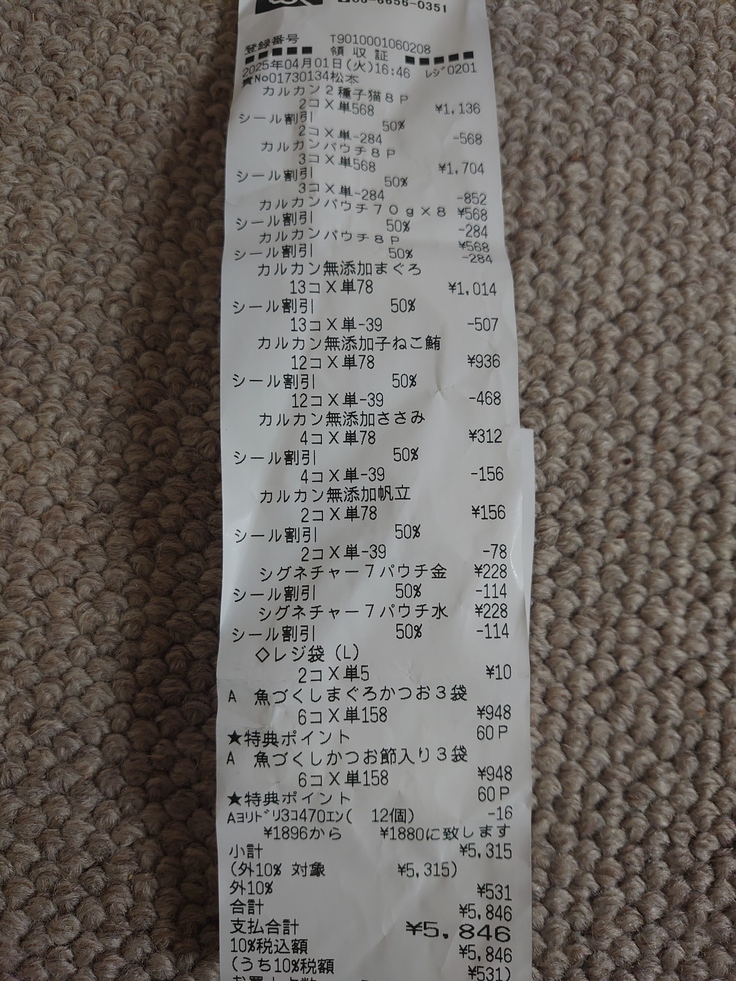 ☎06-6656-0351
登録番号 T9010001060208
■■■■■ 領収証 ■■■■■
2025年04月01日(火)16:46 レジ0201
責No01730134松本
カルカン2種子猫8P
2コX単568 ¥1,136
シール割引 50%
2コX単-284 -568
カルカンパウチ8P
3コX単568 ¥1,704
シール割引 50%
3コX単-284 -852
カルカンパウチ70g×8 ¥568
シール割引 50% -284
カルカンパウチ8P ¥568
シール割引 50% -284
カルカン無添加まぐろ
13コX単78 ¥1,014
シール割引 50%
13コX単-39 -507
カルカン無添加子ねこ鮪
12コX単78 ¥936
シール割引 50%
12コX単-39 -468
カルカン無添加ささみ
4コX単78 ¥312
シール割引 50%
4コX単-39 -156
カルカン無添加帆立
2コX単78 ¥156
シール割引 50%
2コX単-39 -78
シグネチャー7パウチ金 ¥228
シール割引 50% -114
シグネチャー7パウチ水 ¥228
シール割引 50% -114
◇レジ袋(L)
2コX単5 ¥10
A 魚づくしまぐろかつお3袋
6コX単158 ¥948
★特典ポイント 60P
A 魚づくしかつお節入り3袋
6コX単158 ¥948
★特典ポイント 60P
Aヨリドリ3コ470エン( 12個) -16
¥1896から ¥1880に致します
小計 ¥5,315
(外10% 対象 ¥5,315)
外10% ¥531
合計 ¥5,846
支払合計 ¥5,846
10%税込額 ¥5,846
(うち10%税額 ¥531)